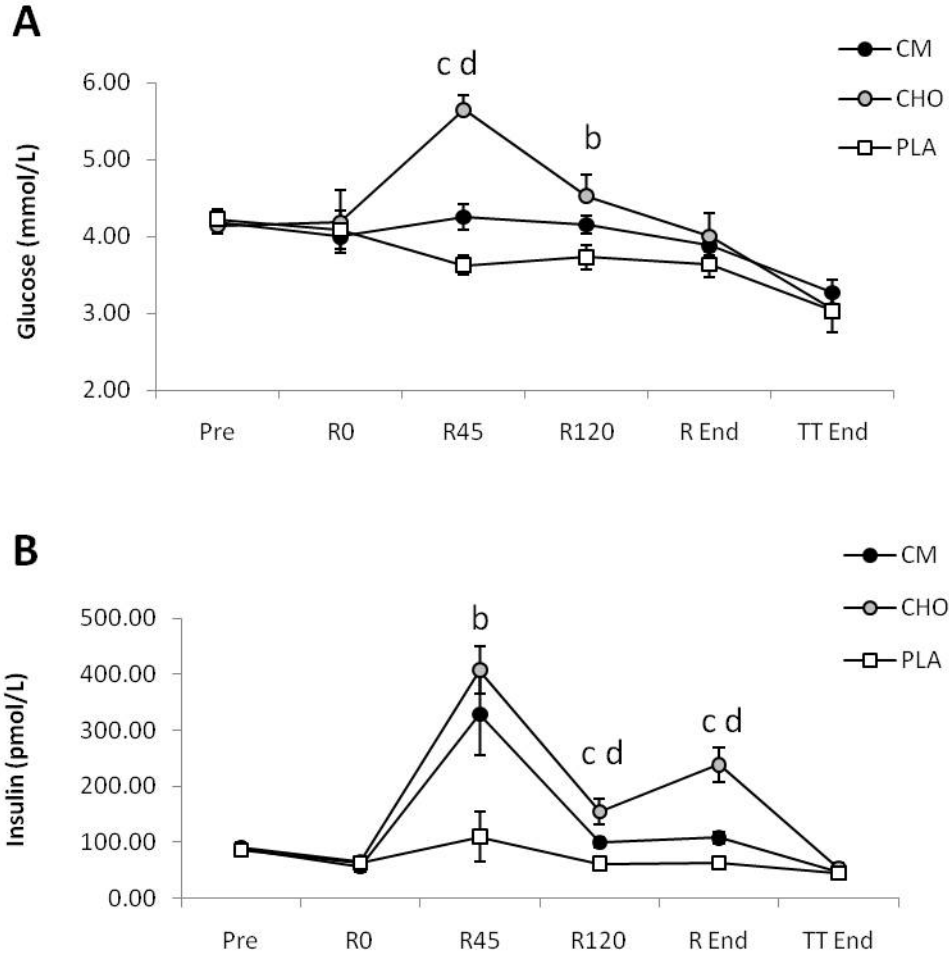 A
CM
CHO
PLA
c d
b
6.00
5.00
4.00
3.00
2.00
Glucose (mmol/L)
Pre R0 R45 R120 R End TT End
B
CM
CHO
PLA
b
c d
c d
500.00
400.00
300.00
200.00
100.00
0.00
Insulin (pmol/L)
Pre R0 R45 R120 R End TT End